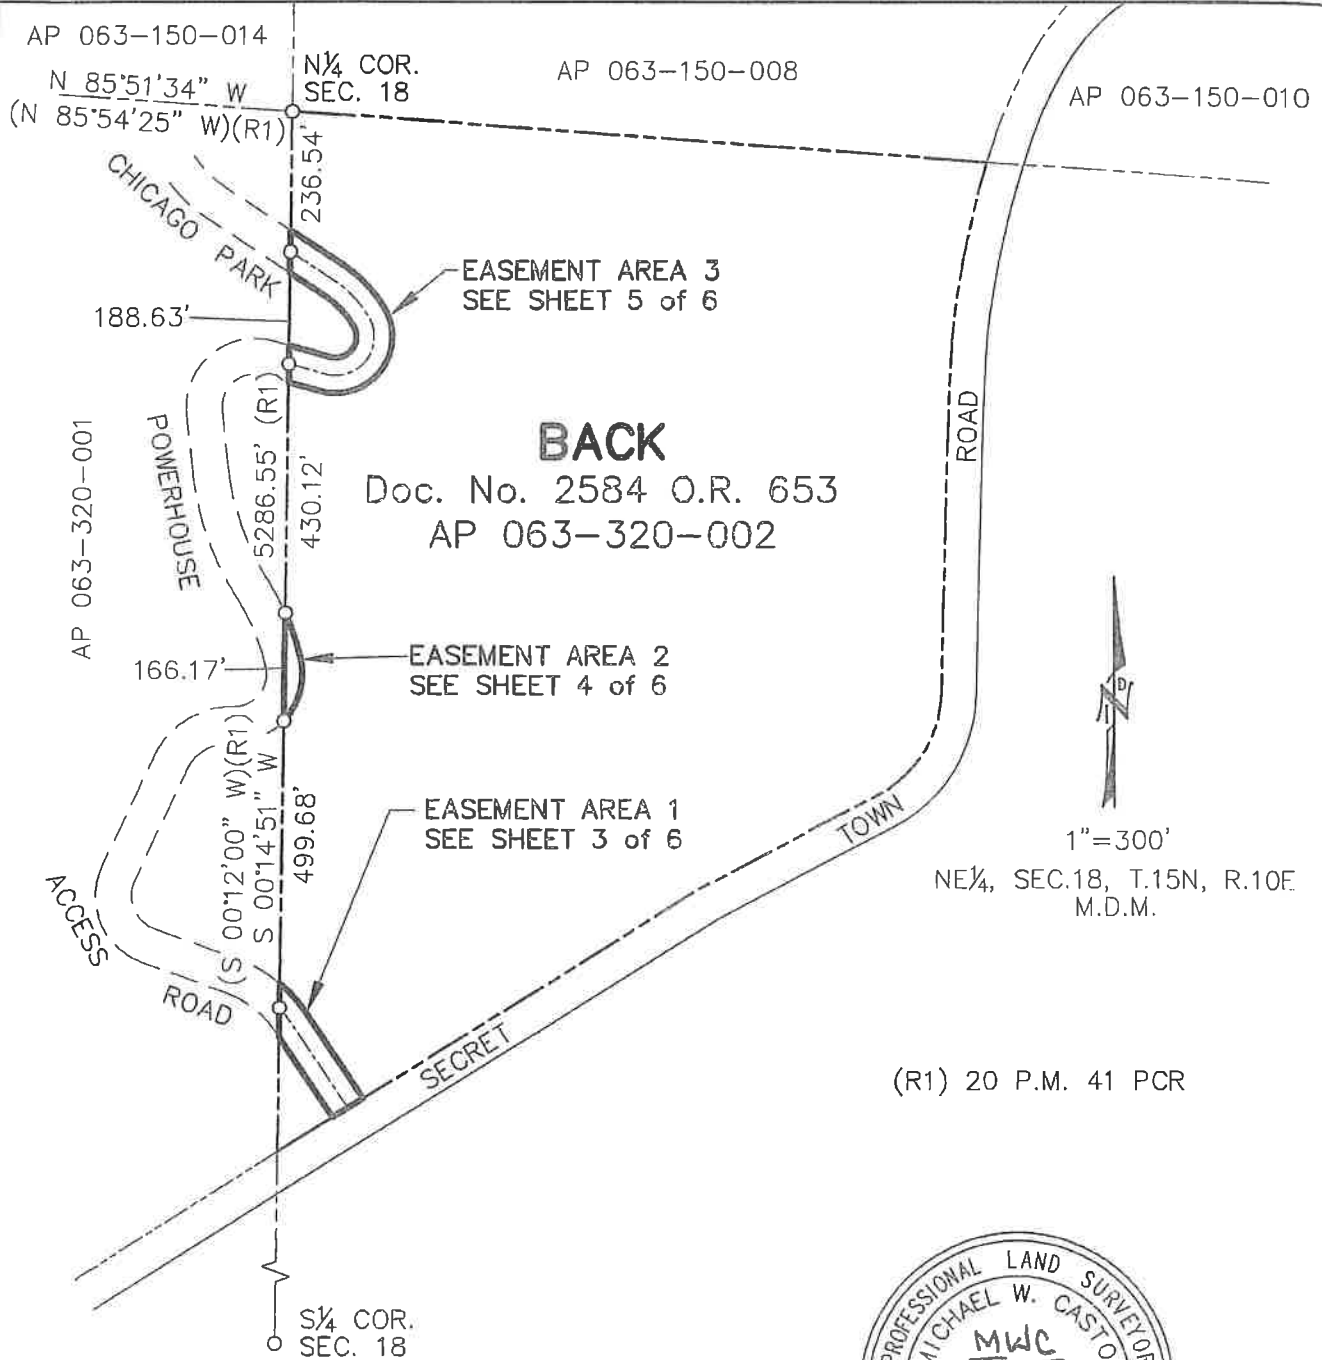 AP 063-150-014
N 85°51'34" W
(N 85°54'25" W)(R1)
N¼ COR.
SEC. 18
AP 063-150-008
AP 063-150-010
236.54'
CHICAGO PARK
EASEMENT AREA 3
SEE SHEET 5 of 6
188.63'
POWERHOUSE
AP 063-320-001
5286.55' (R1)
430.12'
BACK
Doc. No. 2584 O.R. 653
AP 063-320-002
ROAD
166.17'
EASEMENT AREA 2
SEE SHEET 4 of 6
(S 00°12'00" W)(R1)
S 00°14'51" W
499.68'
EASEMENT AREA 1
SEE SHEET 3 of 6
TOWN
1"=300'
NE¼, SEC.18, T.15N, R.10E
M.D.M.
ACCESS
ROAD
SECRET
(R1) 20 P.M. 41 PCR
S¼ COR.
SEC. 18
PROFESSIONAL LAND SURVEYOR
MICHAEL W. CASTO
MWC